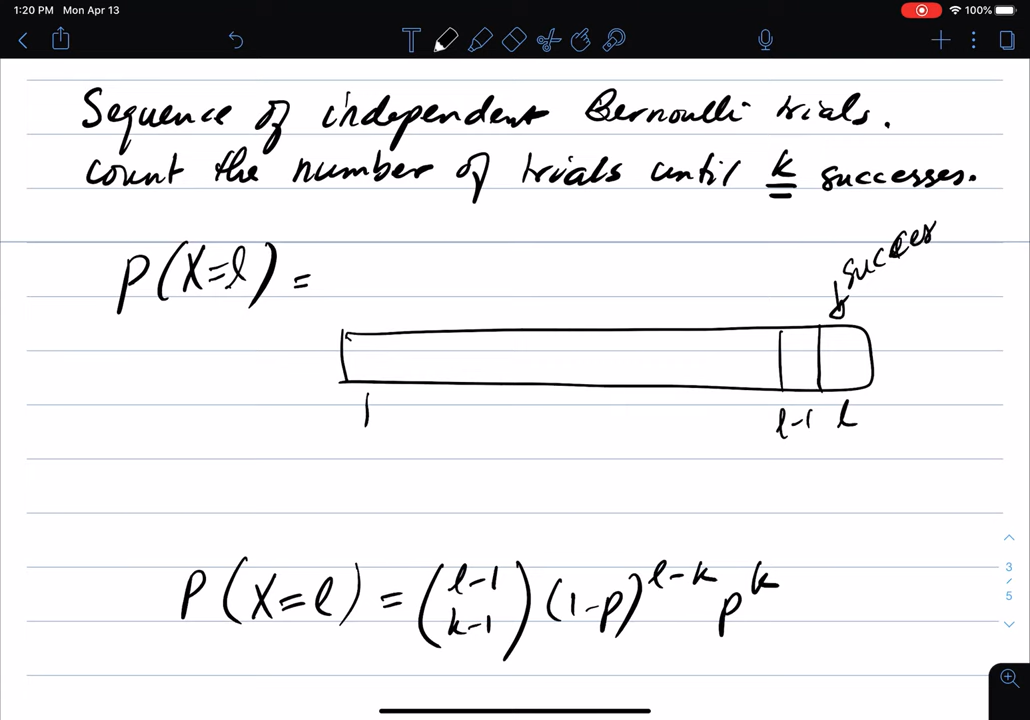 1:20 PM Mon Apr 13
100%
T
Sequence of independent Bernoulli trials.
count the number of trials until k successes.
P(X=l) =
success
1 l-1 l
3
/
5
P(X=l) = (l-1 k-1) (1-p)^{l-k} p^k